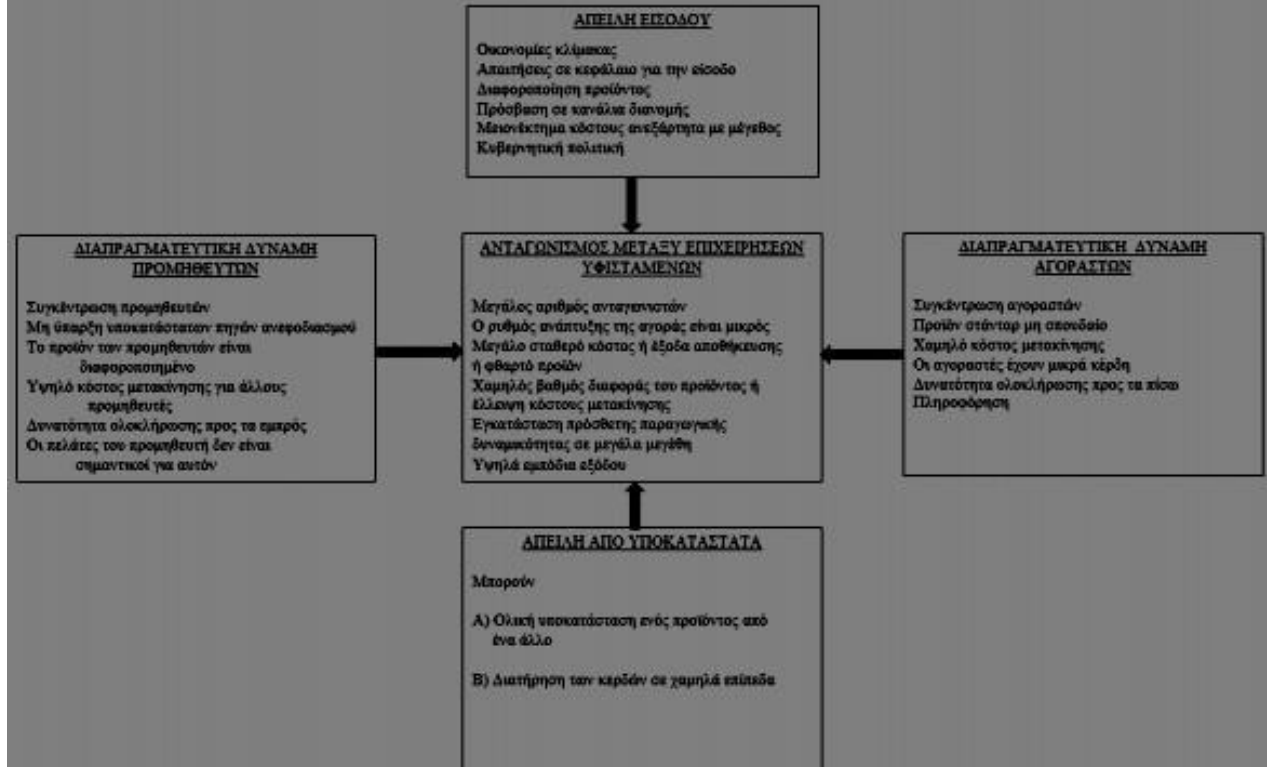 ΑΠΕΙΛΗ ΕΙΣΟΔΟΥ
Οικονομίες κλίμακας
Απαιτήσεις σε κεφάλαιο για την είσοδο
Διαφοροποίηση προϊόντος
Πρόσβαση σε κανάλια διανομής
Μειονέκτημα κόστους ανεξάρτητα με μέγεθος
Κυβερνητική πολιτική
ΔΙΑΠΡΑΓΜΑΤΕΥΤΙΚΗ ΔΥΝΑΜΗ
ΠΡΟΜΗΘΕΥΤΩΝ
Συγκέντρωση προμηθευτών
Μη ύπαρξη υποκατάστατων πηγών ανεφοδιασμού
Το προϊόν των προμηθευτών είναι
διαφοροποιημένο
Υψηλό κόστος μετακίνησης για άλλους
προμηθευτές
Δυνατότητα ολοκλήρωσης προς τα εμπρός
Οι πελάτες του προμηθευτή δεν είναι
σημαντικοί για αυτόν
ΑΝΤΑΓΩΝΙΣΜΟΣ ΜΕΤΑΞΥ ΕΠΙΧΕΙΡΗΣΕΩΝ
ΥΦΙΣΤΑΜΕΝΩΝ
Μεγάλος αριθμός ανταγωνιστών
Ο ρυθμός ανάπτυξης της αγοράς είναι μικρός
Μεγάλο σταθερό κόστος ή έξοδα αποθήκευσης
ή φθαρτό προϊόν
Χαμηλός βαθμός διαφοράς του προϊόντος ή
έλλειψη κόστους μετακίνησης
Εγκατάσταση πρόσθετης παραγωγικής
δυναμικότητας σε μεγάλα μεγέθη
Υψηλά εμπόδια εξόδου
ΔΙΑΠΡΑΓΜΑΤΕΥΤΙΚΗ ΔΥΝΑΜΗ
ΑΓΟΡΑΣΤΩΝ
Συγκέντρωση αγοραστών
Προϊόν στάνταρ μη σπουδαίο
Χαμηλό κόστος μετακίνησης
Οι αγοραστές έχουν μικρά κέρδη
Δυνατότητα ολοκλήρωσης προς τα πίσω
Πληροφόρηση
ΑΠΕΙΛΗ ΑΠΟ ΥΠΟΚΑΤΑΣΤΑΤΑ
Μπορούν
Α) Ολική υποκατάσταση ενός προϊόντος από
ένα άλλο
Β) Διατήρηση των κερδών σε χαμηλά επίπεδα